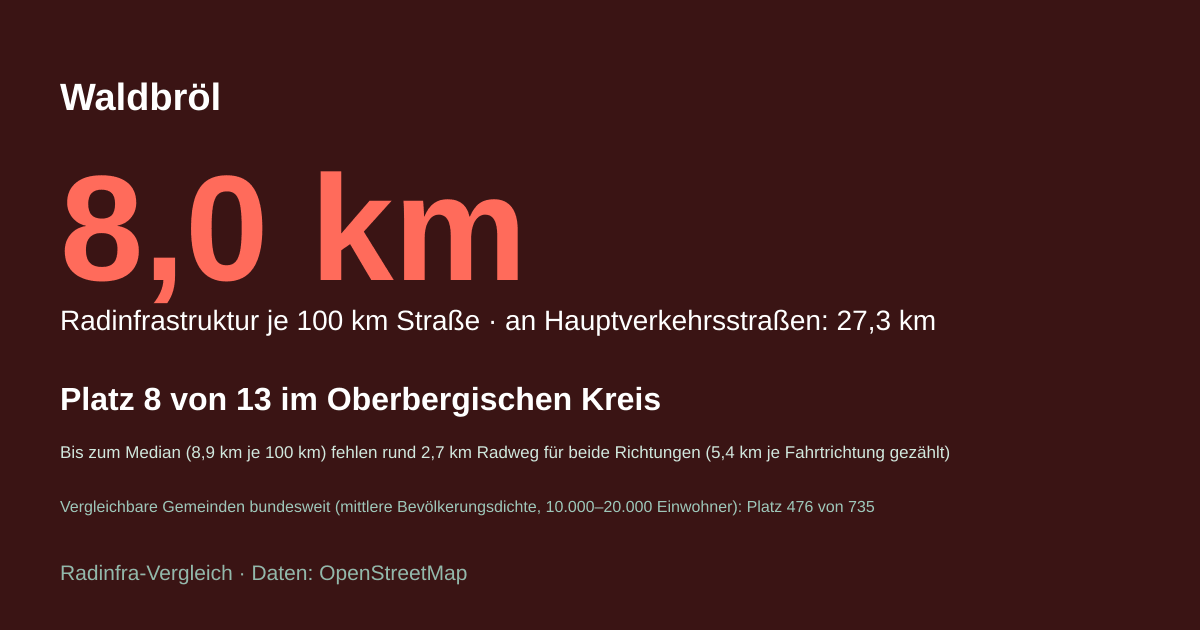 Waldbröl
8,0 km
Radinfrastruktur je 100 km Straße · an Hauptverkehrsstraßen: 27,3 km
Platz 8 von 13 im Oberbergischen Kreis
Bis zum Median (8,9 km je 100 km) fehlen rund 2,7 km Radweg für beide Richtungen (5,4 km je Fahrtrichtung gezählt)
Vergleichbare Gemeinden bundesweit (mittlere Bevölkerungsdichte, 10.000–20.000 Einwohner): Platz 476 von 735
Radinfra-Vergleich · Daten: OpenStreetMap